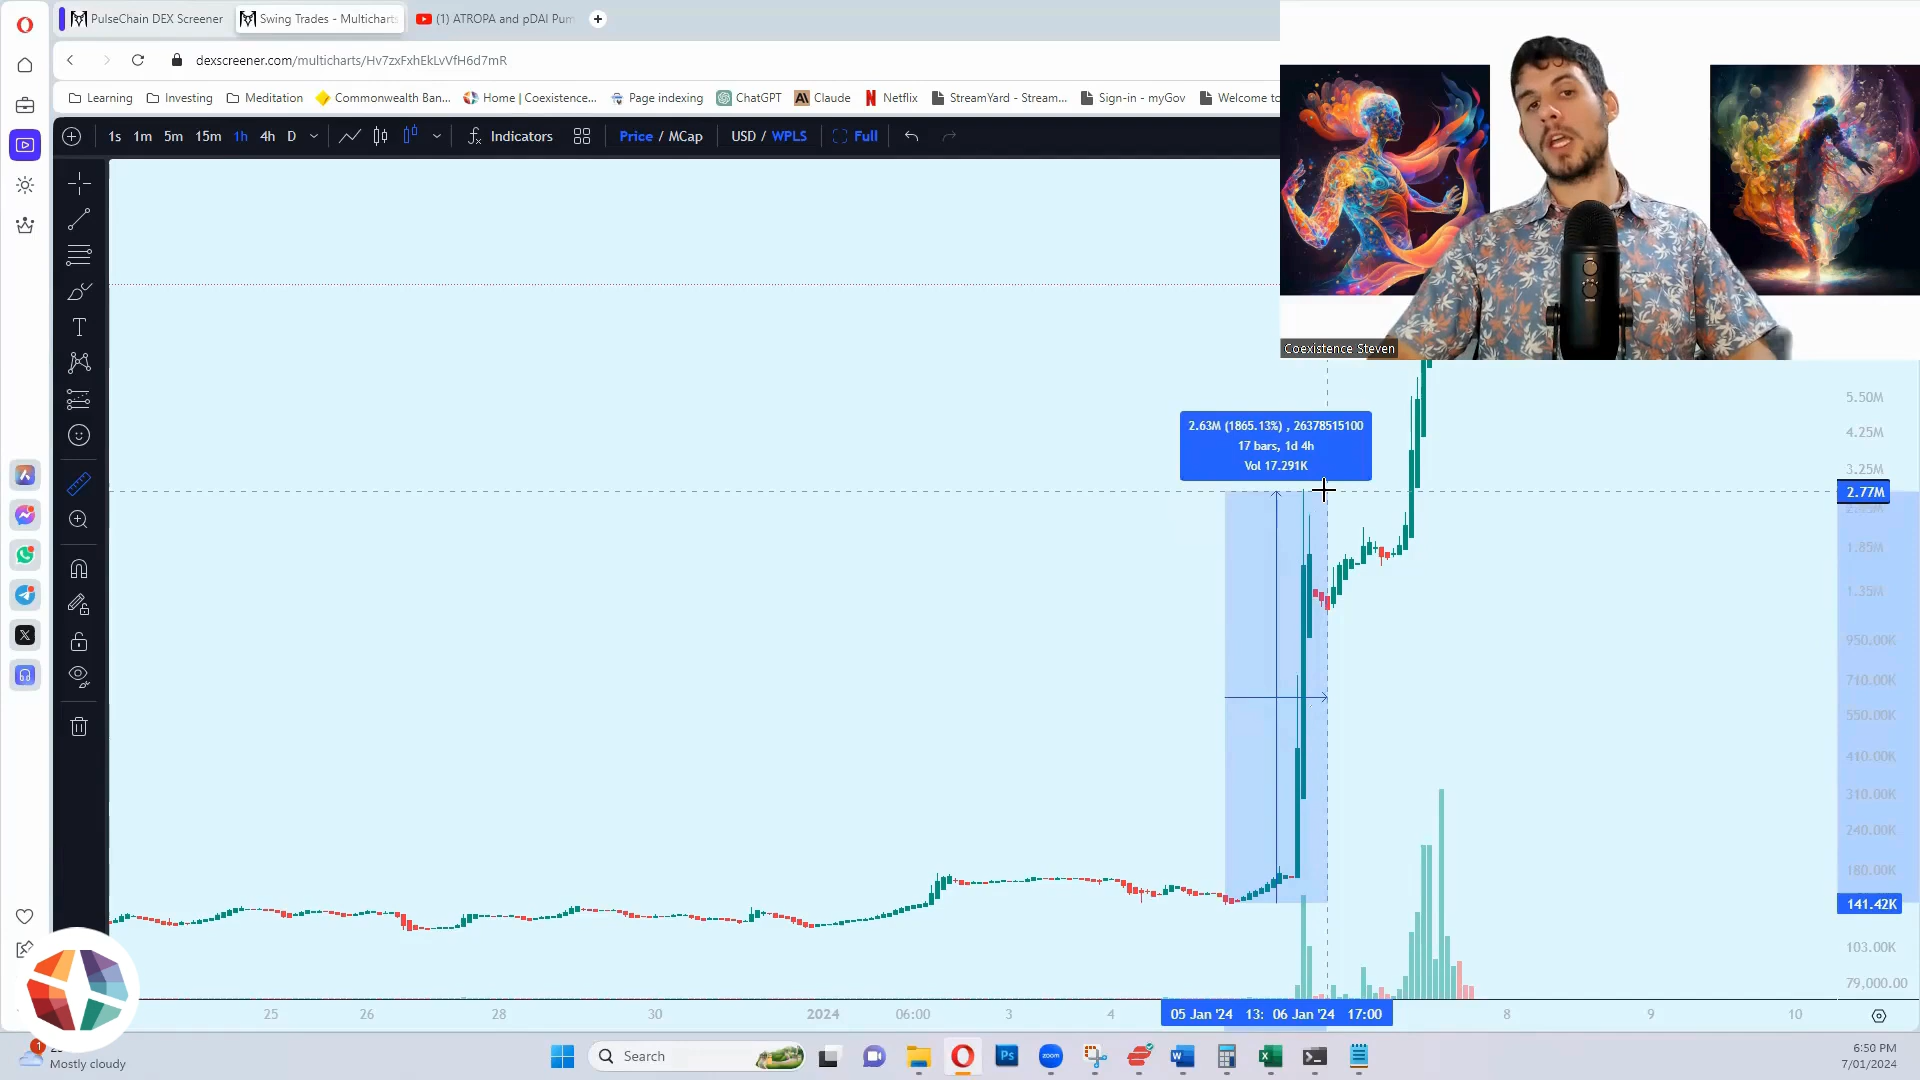 PulseChain DEX Screener
Swing Trades - Multicharts
(1) ATROPA and pDAI Pum
dexscreener.com/multicharts/Hv7zxFxhEkLvVfH6d7mR
Learning
Investing
Meditation
Commonwealth Ban...
Home | Coexistence...
Page indexing
ChatGPT
Claude
Netflix
StreamYard - Stream...
Sign-in - myGov
Welcome to
1s 1m 5m 15m 1h 4h D
Indicators
Price / MCap
USD / WPLS
Full
Coexistence Steven
2.63M (1865.13%) , 26378515100
17 bars, 1d 4h
Vol 17.291K
5.50M
4.25M
3.25M
2.77M
1.85M
1.35M
950.00K
710.00K
550.00K
410.00K
310.00K
240.00K
180.00K
141.42K
103.00K
79,000.00
25 26 28 30 2024 06:00 3 4 05 Jan '24 13: 06 Jan '24 17:00 8 9 10
1
Mostly cloudy
Search
zoom
6:50 PM
7/01/2024